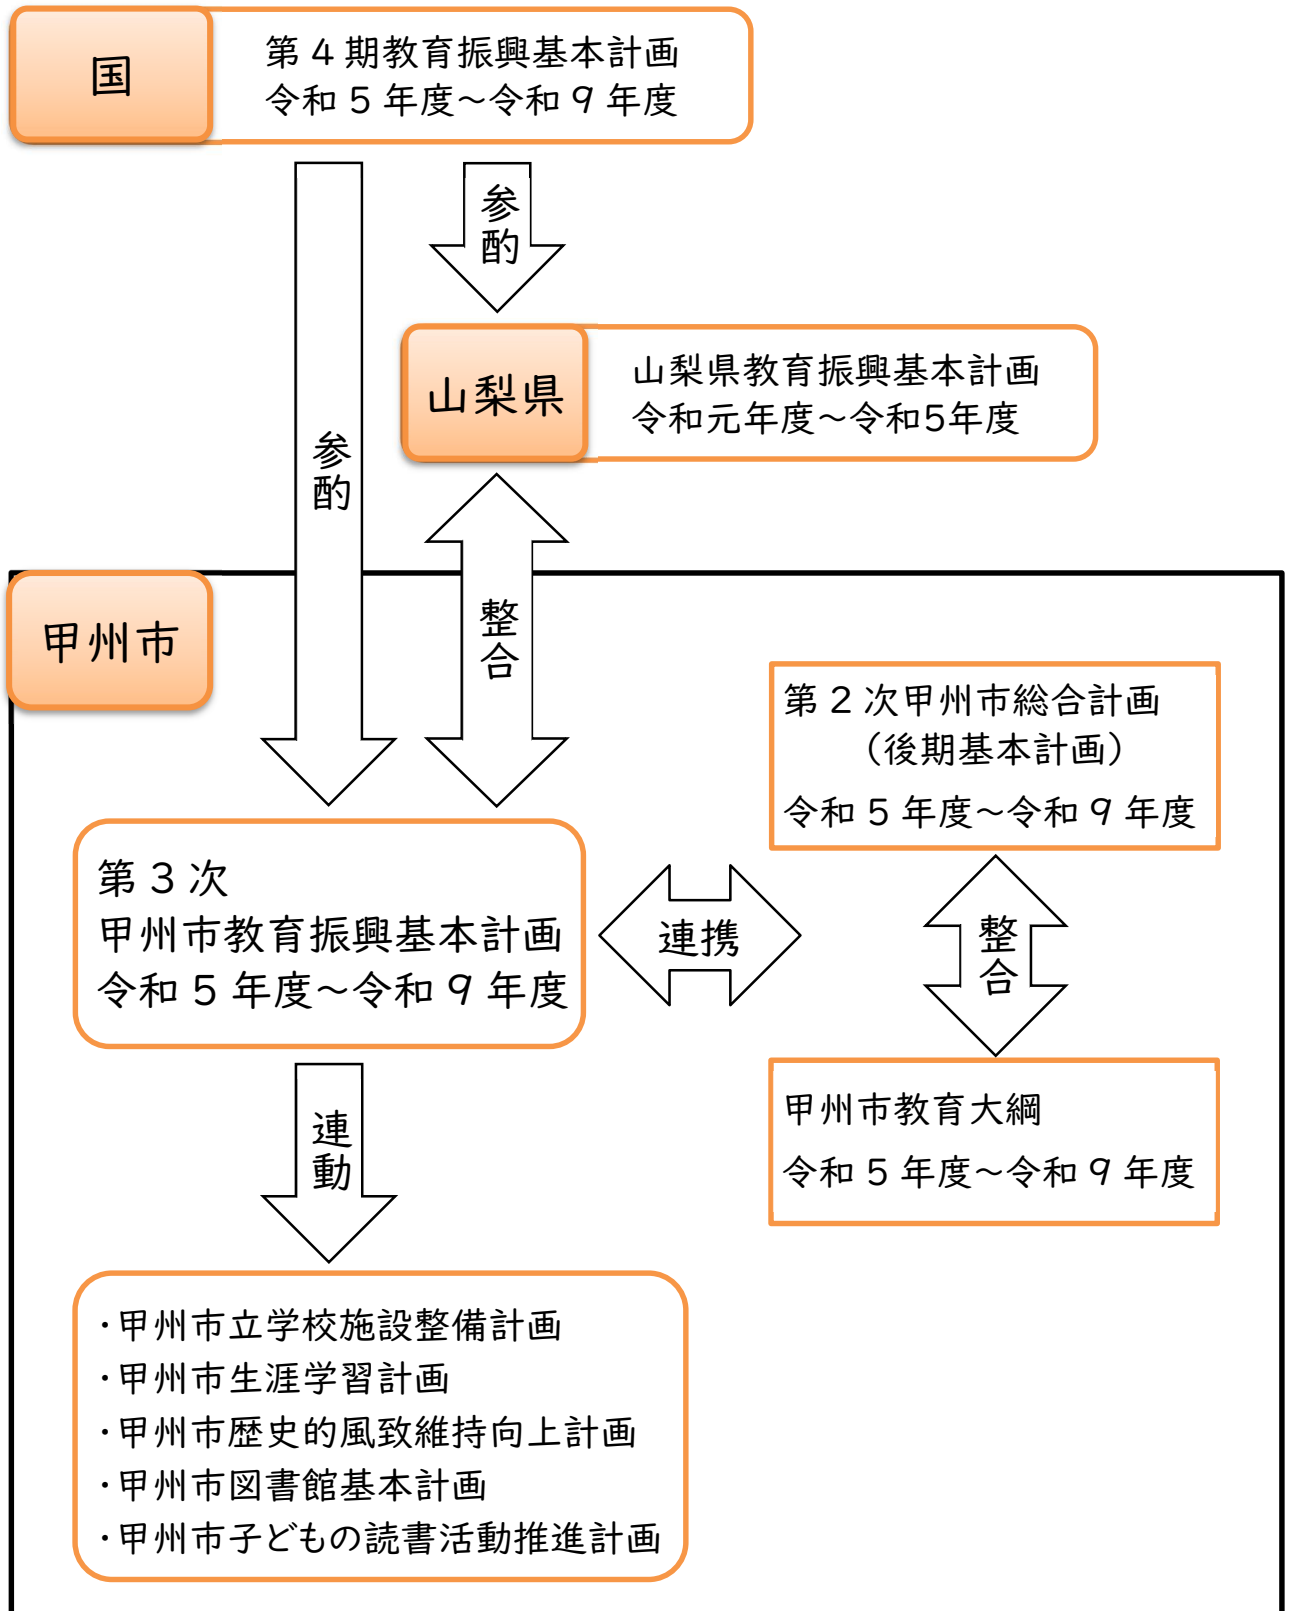 国
第4期教育振興基本計画
令和5年度～令和9年度
参酌
参酌
山梨県
山梨県教育振興基本計画
令和元年度～令和5年度
整合
甲州市
第2次甲州市総合計画
（後期基本計画）
令和5年度～令和9年度
第3次
甲州市教育振興基本計画
令和5年度～令和9年度
連携
整合
甲州市教育大綱
令和5年度～令和9年度
連動
・甲州市立学校施設整備計画
・甲州市生涯学習計画
・甲州市歴史的風致維持向上計画
・甲州市図書館基本計画
・甲州市子どもの読書活動推進計画